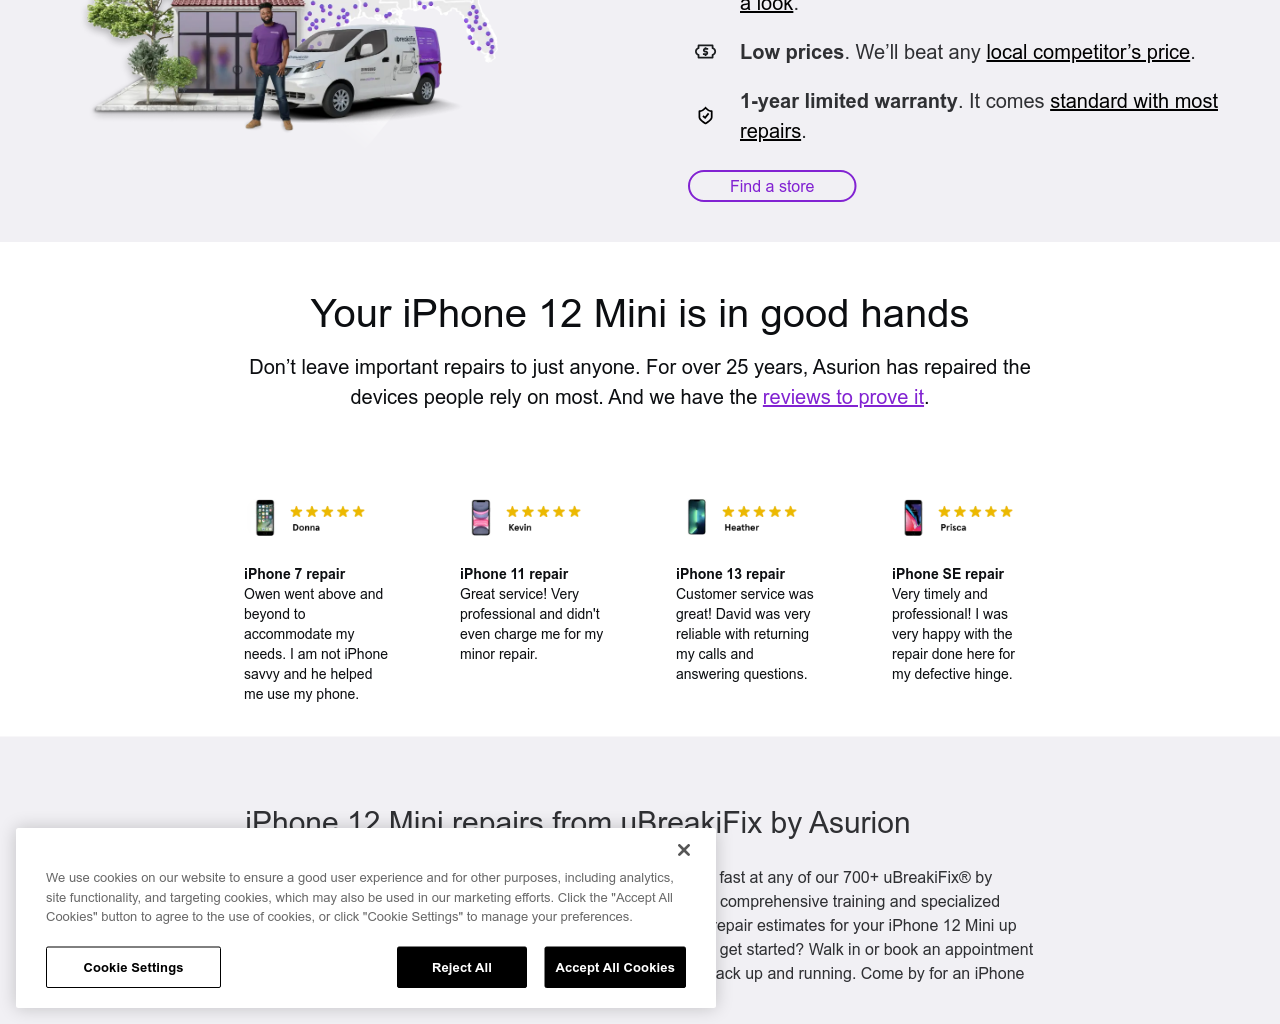 a look.
Low prices. We'll beat any local competitor's price.
1-year limited warranty. It comes standard with most
repairs.
Find a store
Your iPhone 12 Mini is in good hands
Don't leave important repairs to just anyone. For over 25 years, Asurion has repaired the
devices people rely on most. And we have the reviews to prove it.
Donna
iPhone 7 repair
Owen went above and
beyond to
accommodate my
needs. I am not iPhone
savvy and he helped
me use my phone.
Kevin
iPhone 11 repair
Great service! Very
professional and didn't
even charge me for my
minor repair.
Heather
iPhone 13 repair
Customer service was
great! David was very
reliable with returning
my calls and
answering questions.
Prisca
iPhone SE repair
Very timely and
professional! I was
very happy with the
repair done here for
my defective hinge.
iPhone 12 Mini repairs from uBreakiFix by Asurion
fast at any of our 700+ uBreakiFix® by
comprehensive training and specialized
repair estimates for your iPhone 12 Mini up
get started? Walk in or book an appointment
back up and running. Come by for an iPhone
We use cookies on our website to ensure a good user experience and for other purposes, including analytics,
site functionality, and targeting cookies, which may also be used in our marketing efforts. Click the "Accept All
Cookies" button to agree to the use of cookies, or click "Cookie Settings" to manage your preferences.
Cookie Settings
Reject All
Accept All Cookies